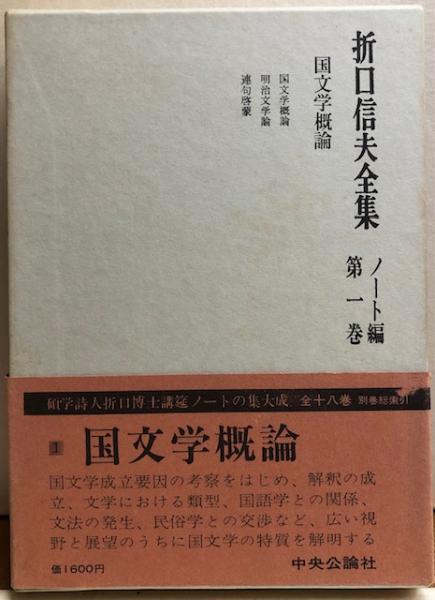 折口信夫全集 ノート編 第一巻
国文学概論
国文学概論
明治文学論
連句啓蒙
碩学詩人折口博士講筵ノートの集大成 全十八巻 別巻総索引
1 国文学概論
国文学成立要因の考察をはじめ、解釈の成
立、文学における類型、国語学との関係、
文法の発生、民俗学との交渉など、広い視
野と展望のうちに国文学の特質を解明する
価1600円 中央公論社